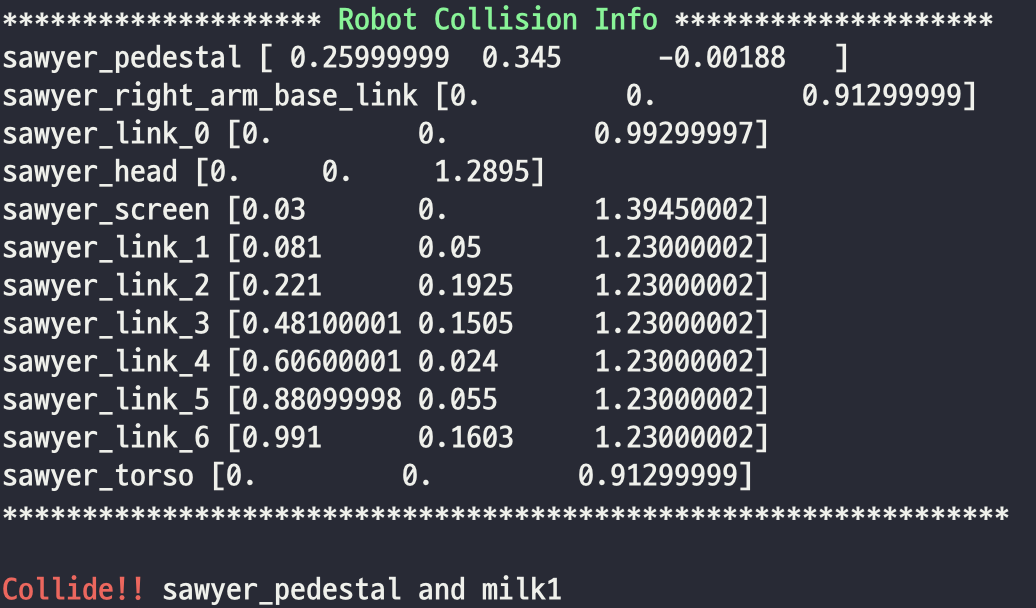 ******************** Robot Collision Info ********************
sawyer_pedestal [ 0.25999999  0.345      -0.00188   ]
sawyer_right_arm_base_link [0.         0.         0.91299999]
sawyer_link_0 [0.         0.         0.99299997]
sawyer_head [0.     0.     1.2895]
sawyer_screen [0.03       0.         1.39450002]
sawyer_link_1 [0.081      0.05       1.23000002]
sawyer_link_2 [0.221      0.1925     1.23000002]
sawyer_link_3 [0.48100001 0.1505     1.23000002]
sawyer_link_4 [0.60600001 0.024      1.23000002]
sawyer_link_5 [0.88099998 0.055      1.23000002]
sawyer_link_6 [0.991      0.1603     1.23000002]
sawyer_torso [0.         0.         0.91299999]
***************************************************************
Collide!! sawyer_pedestal and milk1